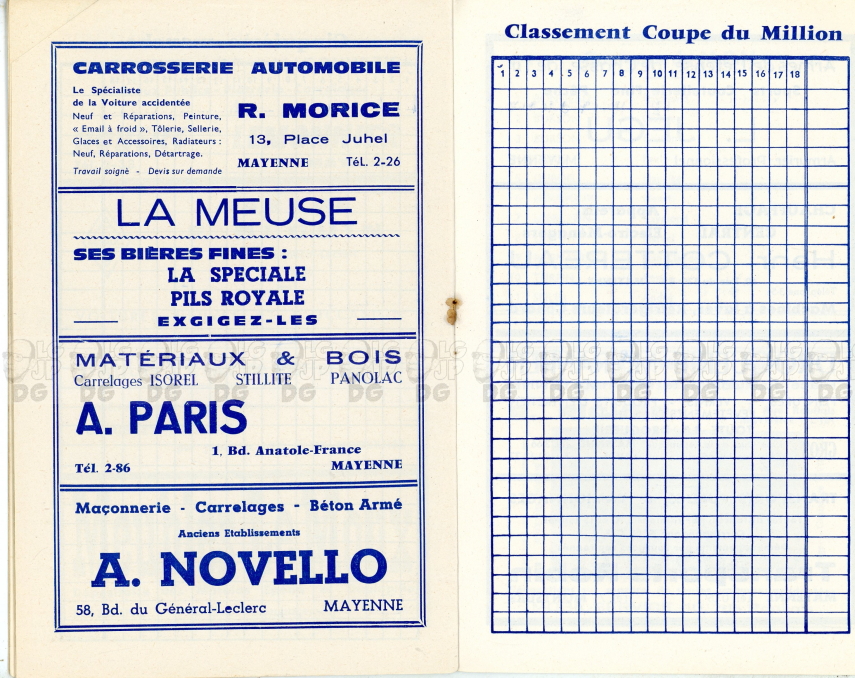 CARROSSERIE AUTOMOBILE
Le Spécialiste
de la Voiture accidentée
Neuf et Réparations, Peinture,
« Email à froid », Tôlerie, Sellerie,
Glaces et Accessoires, Radiateurs :
Neuf, Réparations, Détartrage.
Travail soigné - Devis sur demande
R. MORICE
13, Place Juhel
MAYENNE TéL. 2-26
LA MEUSE
SES BIÈRES FINES :
LA SPECIALE
PILS ROYALE
EXGIGEZ-LES
MATÉRIAUX & BOIS
Carrelages ISOREL STILLITE PANOLAC
A. PARIS
1, Bd. Anatole-France
Tél. 2-86 MAYENNE
Maçonnerie - Carrelages - Béton Armé
Anciens Etablissements
A. NOVELLO
58, Bd. du Général-Leclerc MAYENNE
Classement Coupe du Million
1 2 3 4 5 6 7 8 9 10 11 12 13 14 15 16 17 18